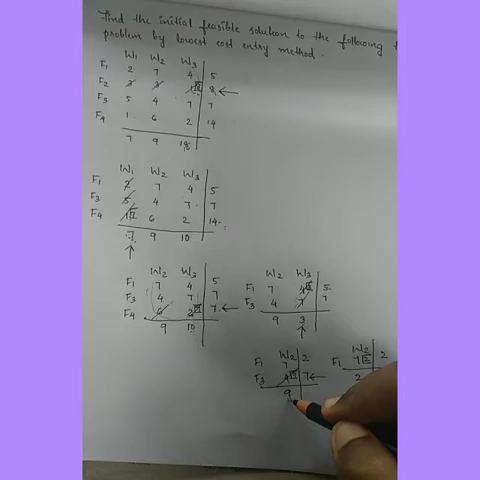 Find the initial feasible solution to the following
problem by lowest cost entry method.
W₁ W₂ W₃
F₁ 2 7 4 5
F₂ 3 3 1 8
F₃ 5 4 7 7
F₄ 1 6 2 14
7 9 18
W₁ W₂ W₃
F₁ 2 7 4 5
F₃ 5 4 7 7
F₄ 1 6 2 14
7 9 10
W₂ W₃
F₁ 7 4 5
F₃ 4 7 7
F₄ 6 2 7
9 10
W₂ W₃
F₁ 7 4 5
F₃ 4 7 7
9 3
W₂
F₁ 7 2
F₃ 4 7
9
W₂
F₁ 7 2 2
2